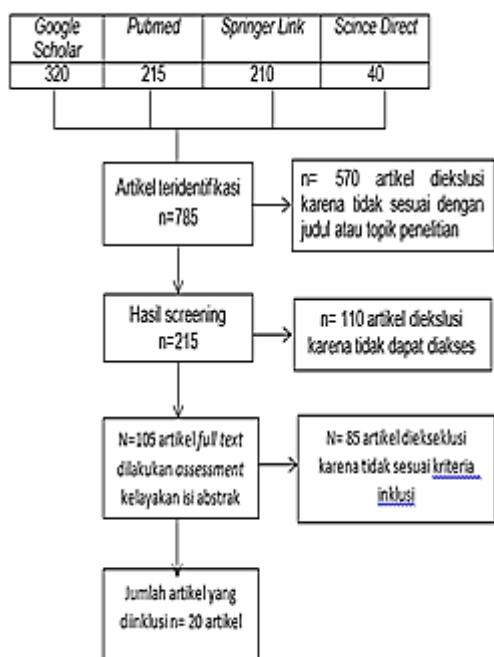 Google Scholar Pubmed Springer Link Scince Direct
320 215 210 40
Artikel teridentifikasi
n=785
n= 570 artikel diekslusi
karena tidak sesuai dengan
judul atau topik penelitian
Hasil screening
n=215
n= 110 artikel diekslusi
karena tidak dapat diakses
N=105 artikel full text
dilakukan assessment
kelayakan isi abstrak
N= 85 artikel diekseklusi
karena tidak sesuai kriteria
inklusi
Jumlah artikel yang
diinklusi n= 20 artikel